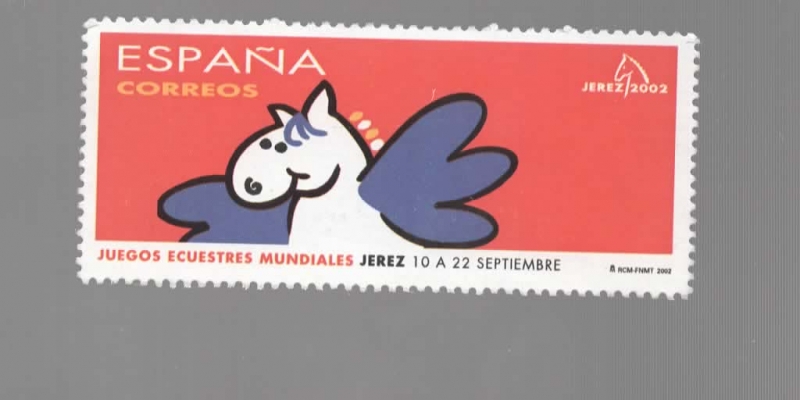 ESPAÑA
CORREOS
JEREZ 2002
JUEGOS ECUESTRES MUNDIALES JEREZ 10 A 22 SEPTIEMBRE
RCM-FNMT 2002